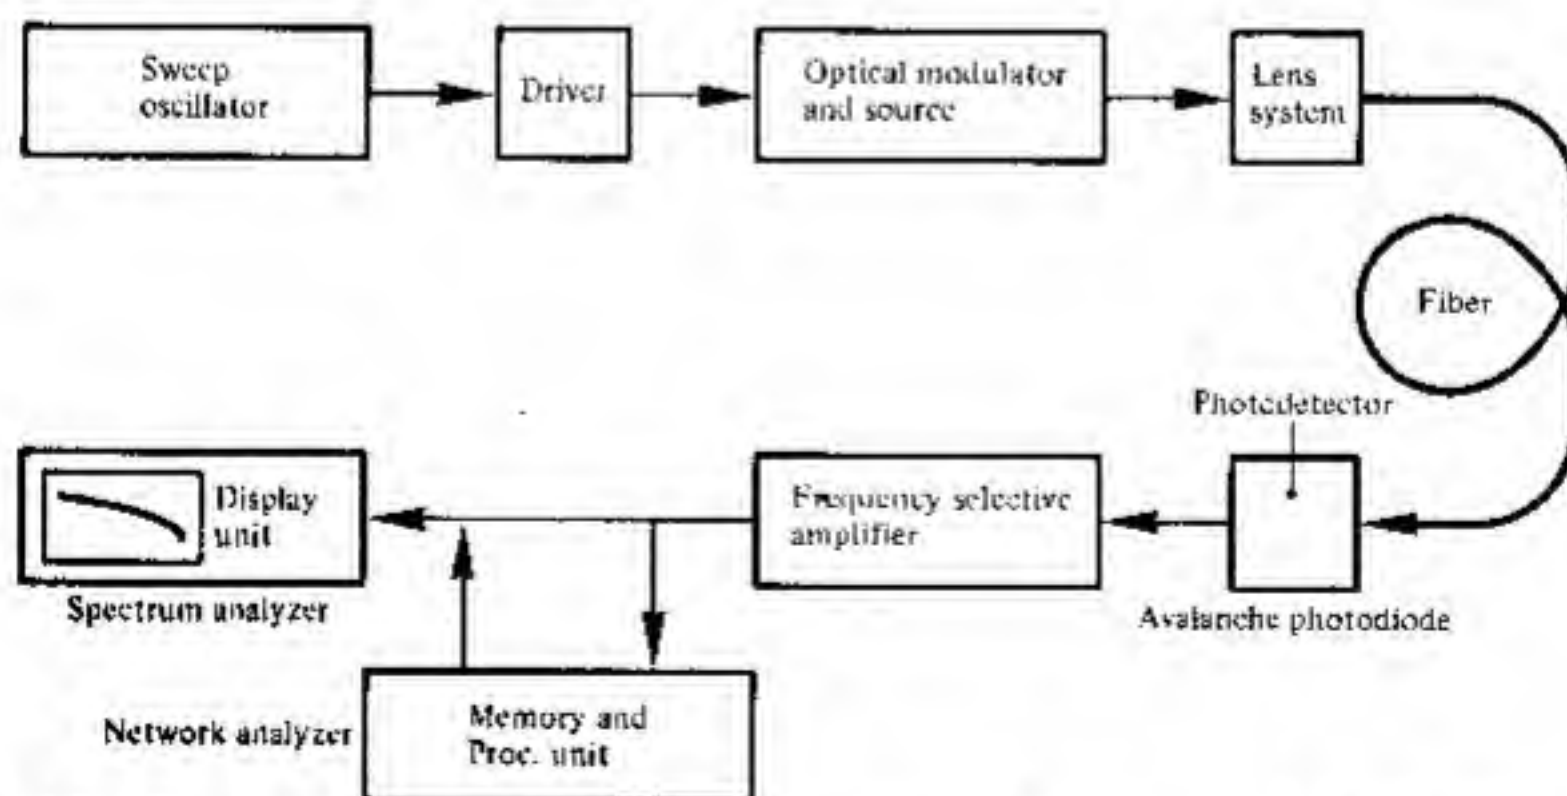 Sweep
oscillator
Driver
Optical modulator
and source
Lens
system
Fiber
Photodetector
Frequency selective
amplifier
Display
unit
Spectrum analyzer
Avalanche photodiode
Network analyzer
Memory and
Proc. unit